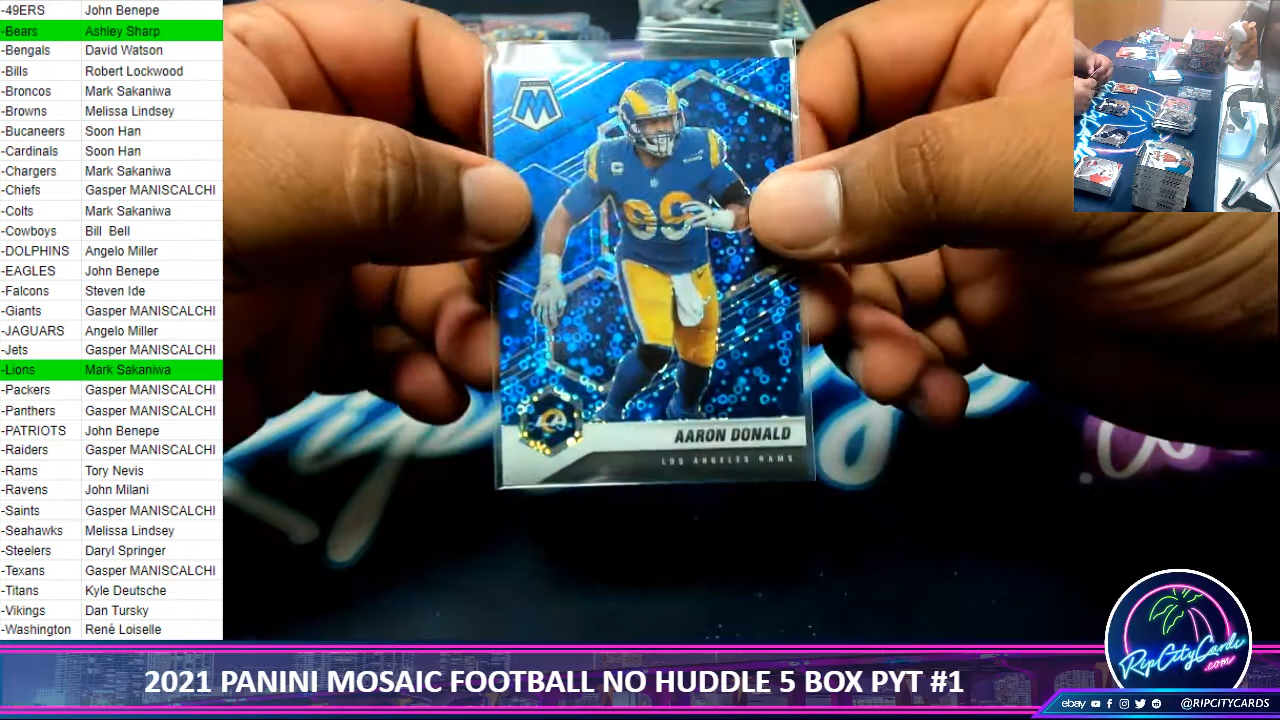 -49ERS John Benepe
-Bears Ashley Sharp
-Bengals David Watson
-Bills Robert Lockwood
-Broncos Mark Sakaniwa
-Browns Melissa Lindsey
-Bucaneers Soon Han
-Cardinals Soon Han
-Chargers Mark Sakaniwa
-Chiefs Gasper MANISCALCHI
-Colts Mark Sakaniwa
-Cowboys Bill Bell
-DOLPHINS Angelo Miller
-EAGLES John Benepe
-Falcons Steven Ide
-Giants Gasper MANISCALCHI
-JAGUARS Angelo Miller
-Jets Gasper MANISCALCHI
-Lions Mark Sakaniwa
-Packers Gasper MANISCALCHI
-Panthers Gasper MANISCALCHI
-PATRIOTS John Benepe
-Raiders Gasper MANISCALCHI
-Rams Tory Nevis
-Ravens John Milani
-Saints Gasper MANISCALCHI
-Seahawks Melissa Lindsey
-Steelers Daryl Springer
-Texans Gasper MANISCALCHI
-Titans Kyle Deutsche
-Vikings Dan Tursky
-Washington René Loiselle
M
99
AARON DONALD
LOS ANGELES RAMS
RipCityCards
.com
2021 PANINI MOSAIC FOOTBALL NO HUDDLE 5 BOX PYT #1
ebay @RIPCITYCARDS